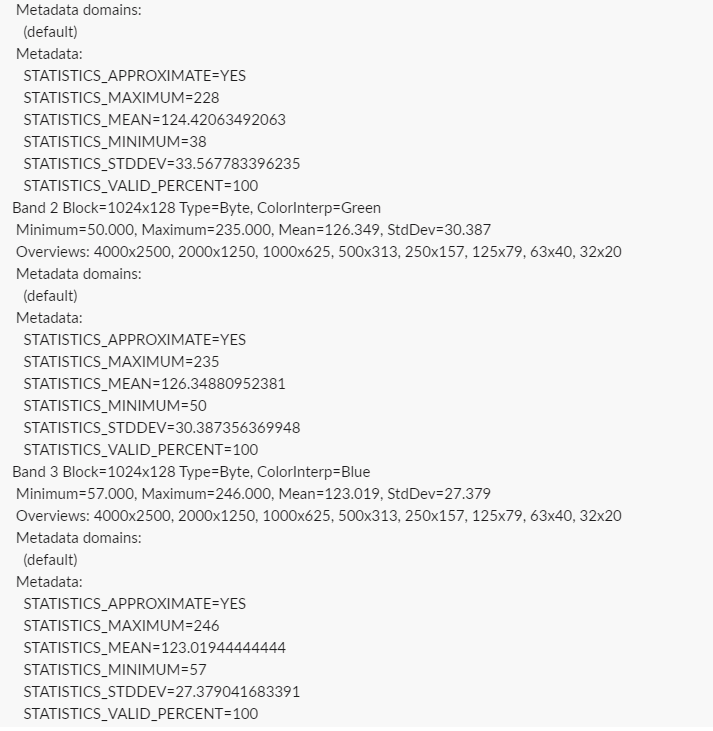 Metadata domains:
(default)
Metadata:
STATISTICS_APPROXIMATE=YES
STATISTICS_MAXIMUM=228
STATISTICS_MEAN=124.42063492063
STATISTICS_MINIMUM=38
STATISTICS_STDDEV=33.567783396235
STATISTICS_VALID_PERCENT=100
Band 2 Block=1024x128 Type=Byte, ColorInterp=Green
Minimum=50.000, Maximum=235.000, Mean=126.349, StdDev=30.387
Overviews: 4000x2500, 2000x1250, 1000x625, 500x313, 250x157, 125x79, 63x40, 32x20
Metadata domains:
(default)
Metadata:
STATISTICS_APPROXIMATE=YES
STATISTICS_MAXIMUM=235
STATISTICS_MEAN=126.34880952381
STATISTICS_MINIMUM=50
STATISTICS_STDDEV=30.387356369948
STATISTICS_VALID_PERCENT=100
Band 3 Block=1024x128 Type=Byte, ColorInterp=Blue
Minimum=57.000, Maximum=246.000, Mean=123.019, StdDev=27.379
Overviews: 4000x2500, 2000x1250, 1000x625, 500x313, 250x157, 125x79, 63x40, 32x20
Metadata domains:
(default)
Metadata:
STATISTICS_APPROXIMATE=YES
STATISTICS_MAXIMUM=246
STATISTICS_MEAN=123.01944444444
STATISTICS_MINIMUM=57
STATISTICS_STDDEV=27.379041683391
STATISTICS_VALID_PERCENT=100